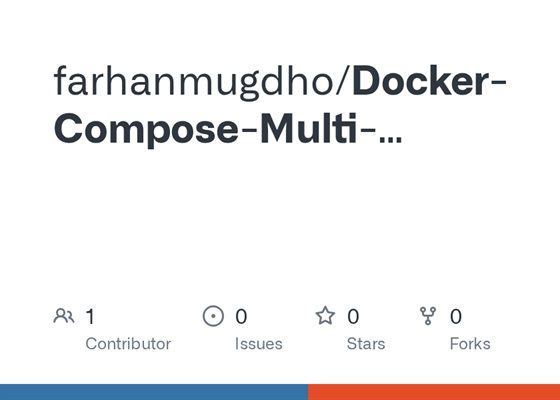 farhanmugdho/Docker-
Compose-Multi-...
1 0 0 0
Contributor Issues Stars Forks